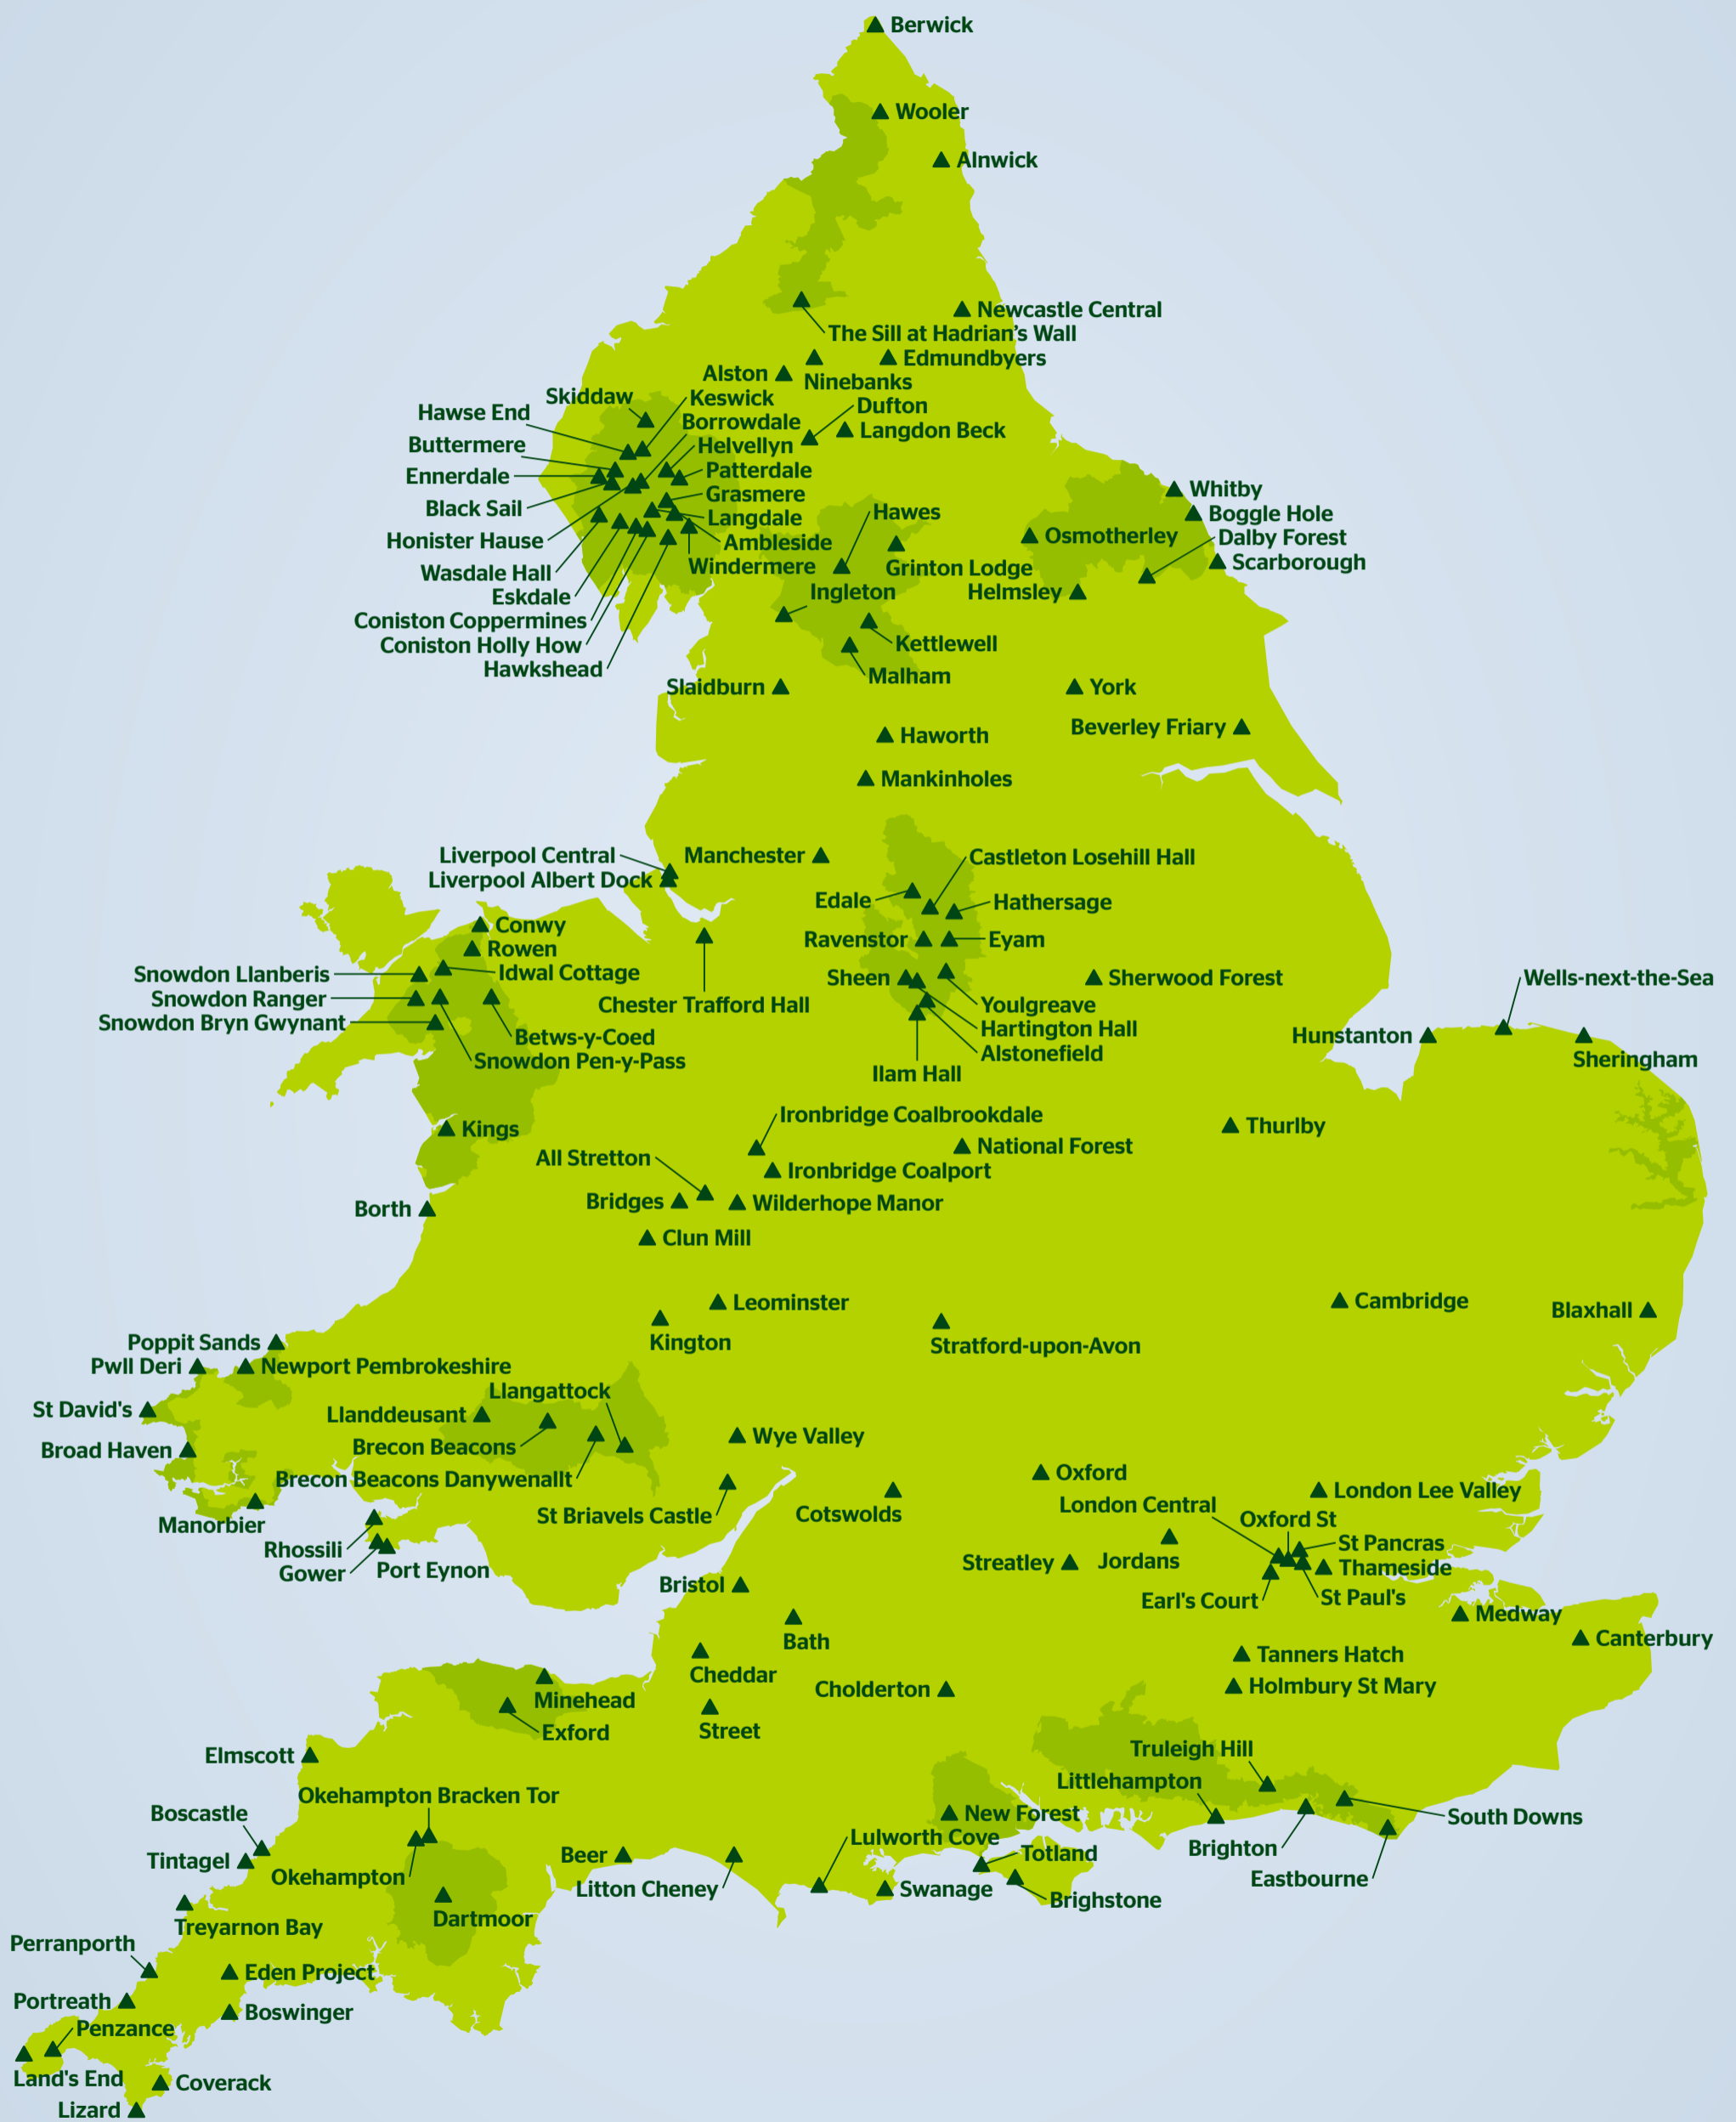 Berwick
Wooler
Alnwick
Newcastle Central
The Sill at Hadrian’s Wall
Edmundbyers
Alston
Ninebanks
Skiddaw
Keswick
Dufton
Hawse End
Borrowdale
Langdon Beck
Buttermere
Helvellyn
Ennerdale
Patterdale
Whitby
Grasmere
Black Sail
Hawes
Boggle Hole
Langdale
Osmotherley
Dalby Forest
Honister Hause
Ambleside
Scarborough
Windermere
Grinton Lodge
Wasdale Hall
Ingleton
Helmsley
Eskdale
Coniston Coppermines
Kettlewell
Coniston Holly How
Hawkshead
Malham
Slaidburn
York
Beverley Friary
Haworth
Mankinholes
Liverpool Central
Manchester
Castleton Losehill Hall
Liverpool Albert Dock
Edale
Hathersage
Conwy
Ravenstor
Eyam
Rowen
Idwal Cottage
Snowdon Llanberis
Sheen
Sherwood Forest
Wells-next-the-Sea
Snowdon Ranger
Chester Trafford Hall
Youlgreave
Snowdon Bryn Gwynant
Hartington Hall
Hunstanton
Betws-y-Coed
Alstonefield
Sheringham
Snowdon Pen-y-Pass
Ilam Hall
Ironbridge Coalbrookdale
Kings
Thurlby
National Forest
All Stretton
Ironbridge Coalport
Bridges
Wilderhope Manor
Borth
Clun Mill
Leominster
Cambridge
Blaxhall
Poppit Sands
Kington
Stratford-upon-Avon
Pwll Deri
Newport Pembrokeshire
Llangattock
St David's
Llanddeusant
Wye Valley
Broad Haven
Brecon Beacons
Oxford
Brecon Beacons Danywenallt
London Lee Valley
London Central
Cotswolds
St Briavels Castle
Oxford St
Manorbier
St Pancras
Rhossili
Streatley
Jordans
Thameside
Gower
Port Eynon
Bristol
St Paul's
Earl's Court
Medway
Bath
Canterbury
Tanners Hatch
Cheddar
Cholderton
Holmbury St Mary
Minehead
Street
Exford
Truleigh Hill
Elmscott
Littlehampton
Okehampton Bracken Tor
Boscastle
New Forest
South Downs
Lulworth Cove
Brighton
Totland
Tintagel
Beer
Okehampton
Eastbourne
Litton Cheney
Swanage
Brighstone
Dartmoor
Treyarnon Bay
Perranporth
Eden Project
Portreath
Boswinger
Penzance
Land's End
Coverack
Lizard